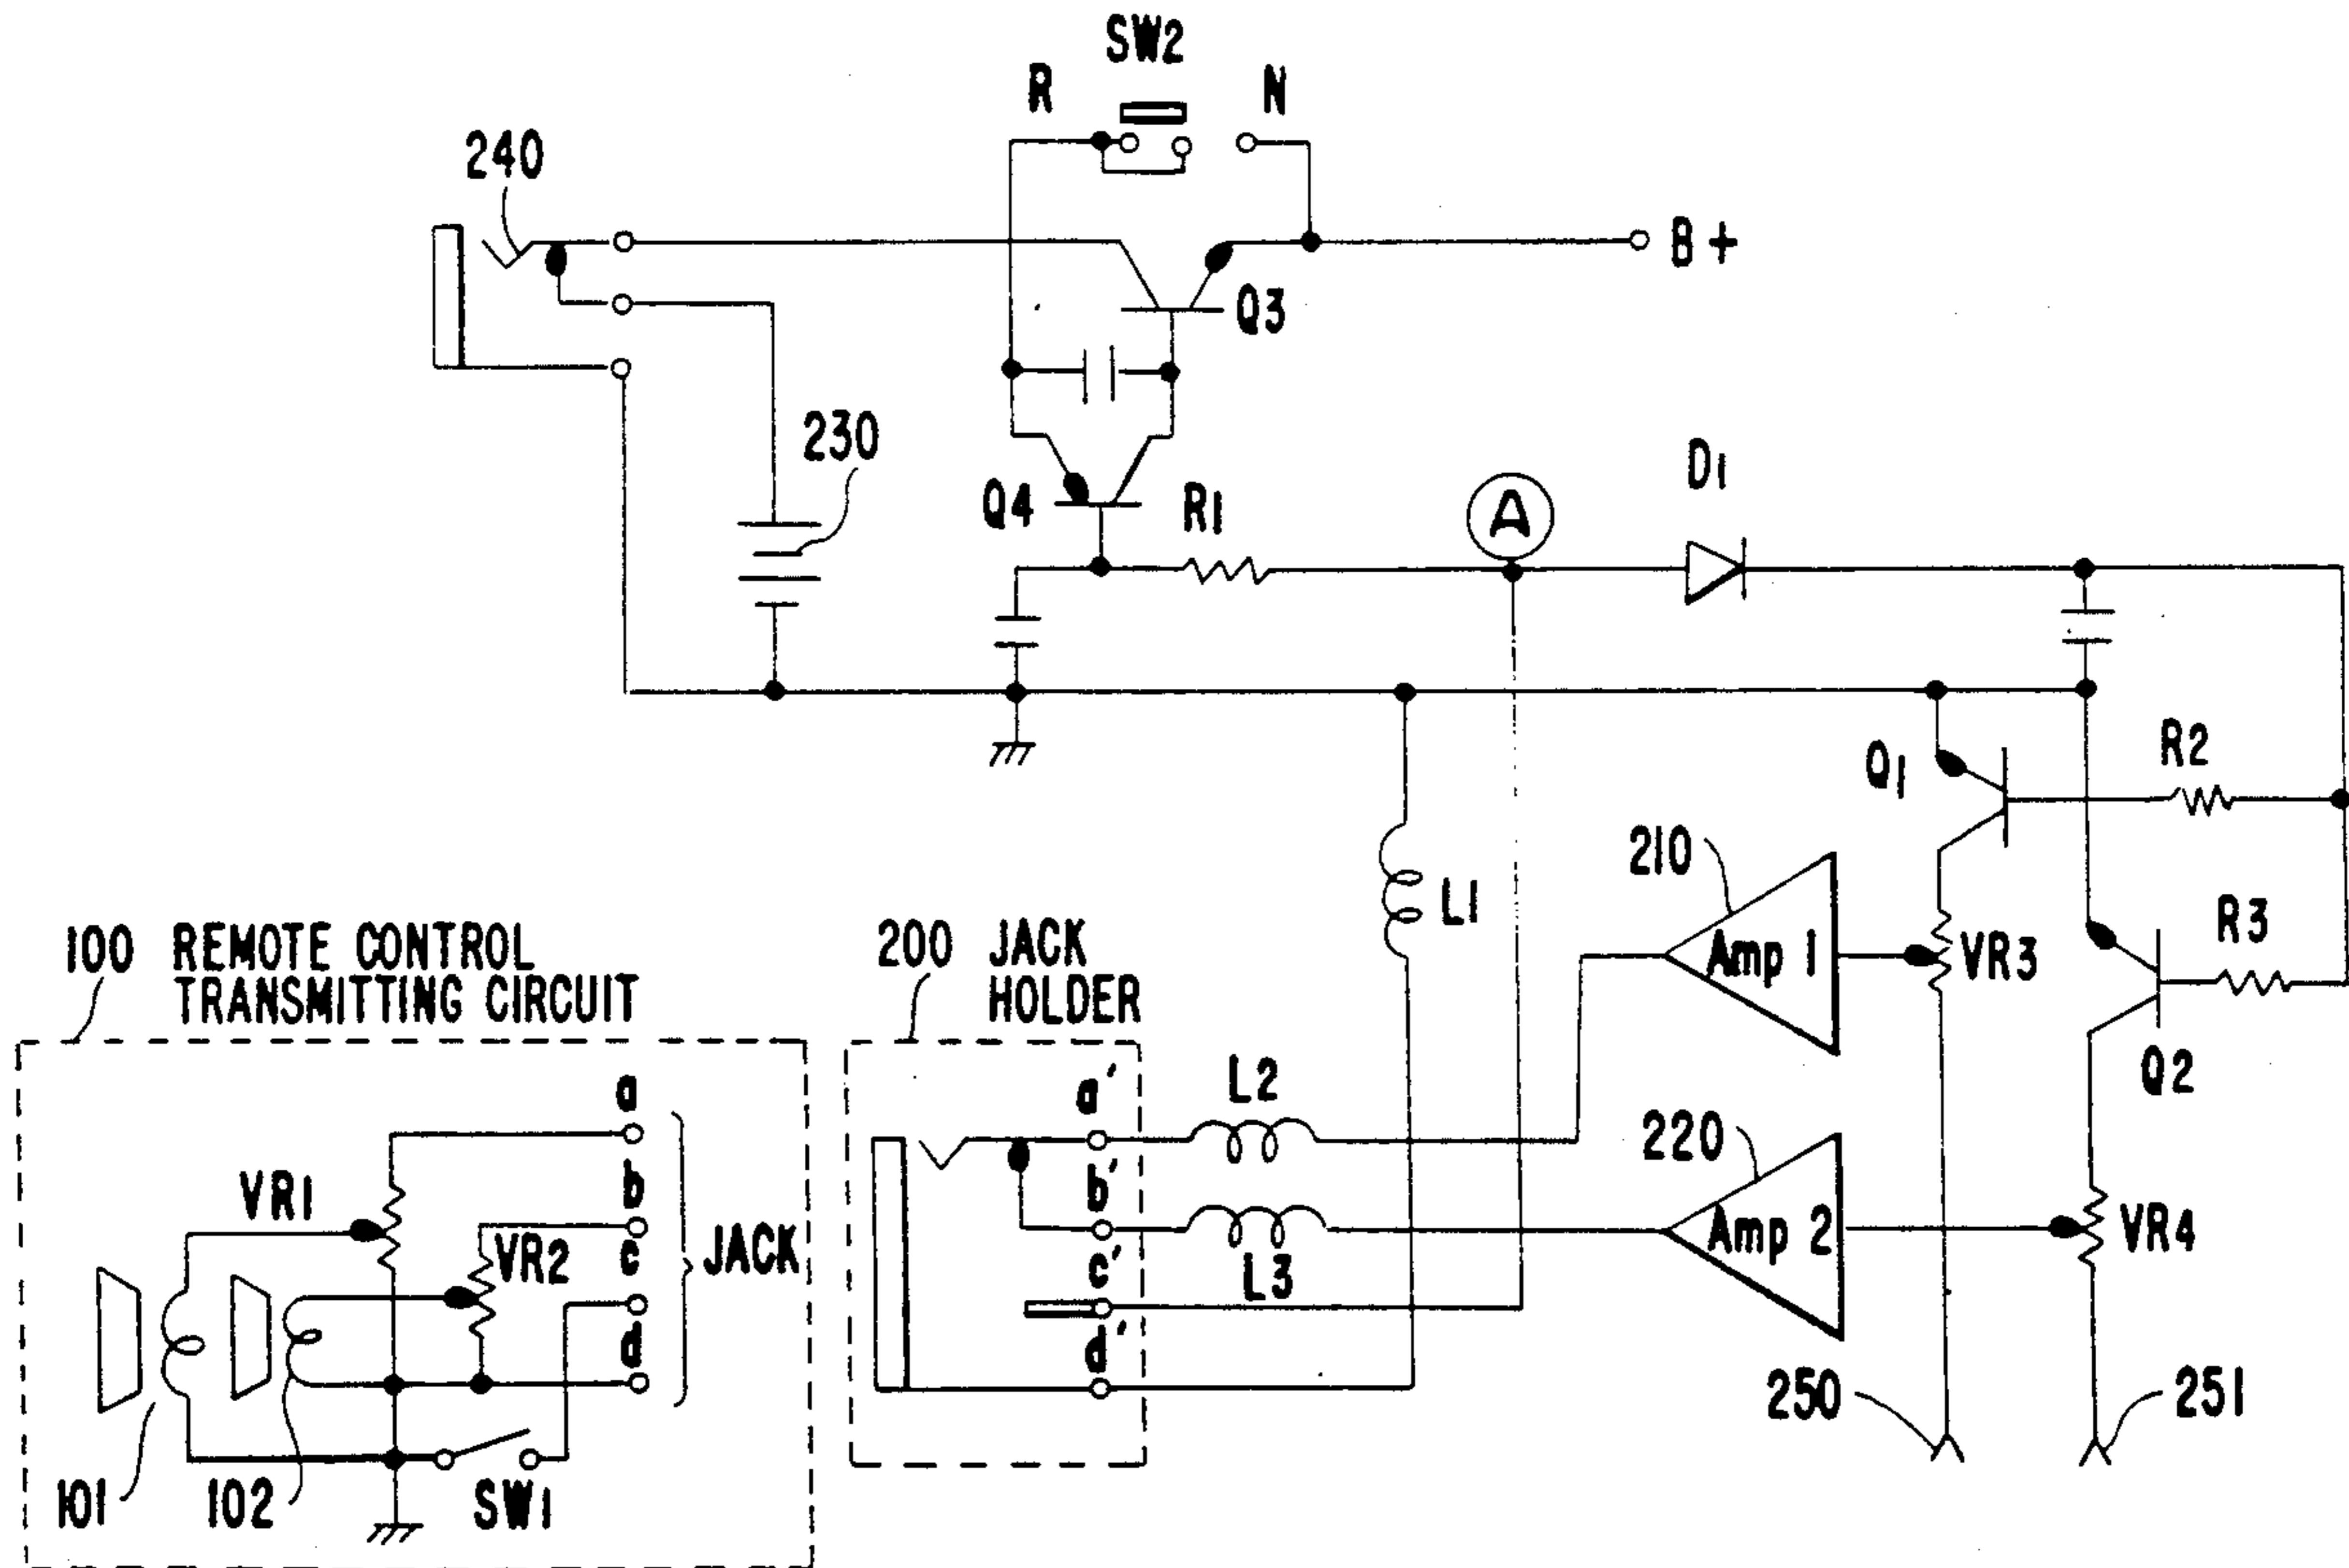 SW2
R
N
240
B+
Q3
230
D1
Q4
R1
A
R2
Q1
210
L1
R3
100 REMOTE CONTROL
TRANSMITTING CIRCUIT
200 JACK
HOLDER
Amp 1
VR3
Q2
a
a'
L2
220
VR1
b
b'
VR2
c
JACK
c'
L3
Amp 2
VR4
d
d'
250
251
101
102
SW1